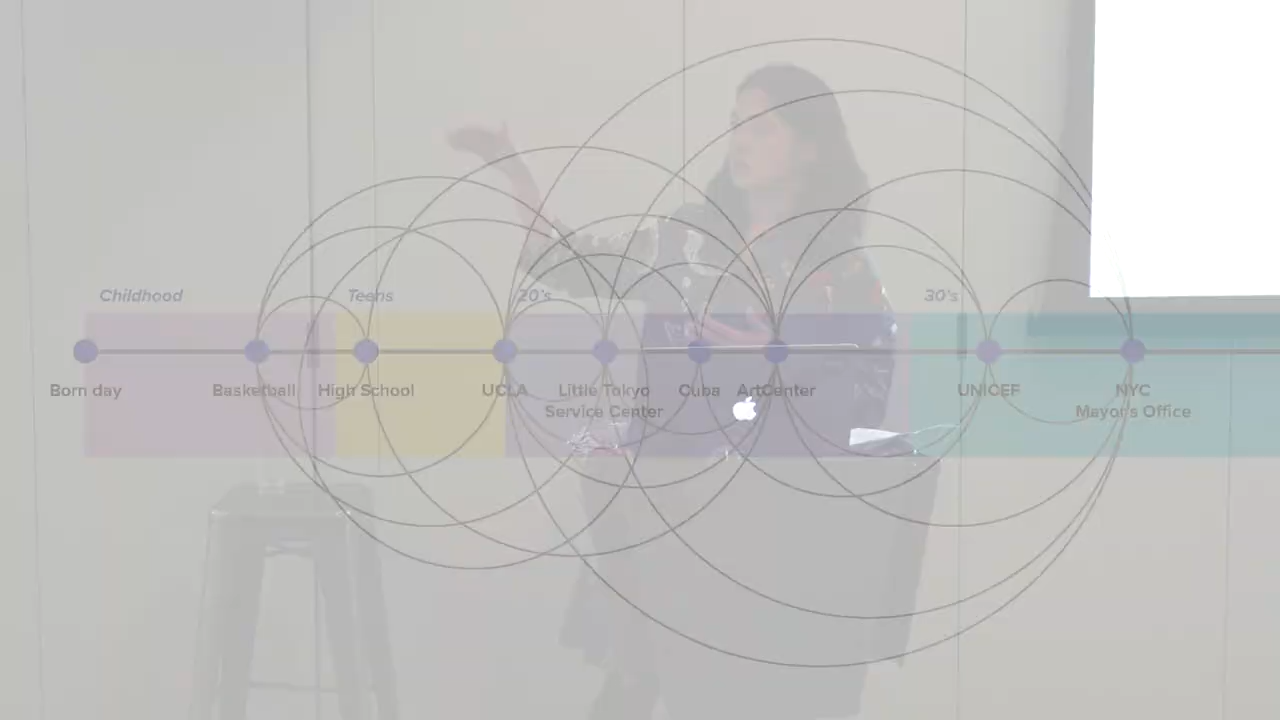 Childhood
Teens
20's
30's
Born day
Basketball
High School
UCLA
Little Tokyo
Service Center
Cuba
ArtCenter
UNICEF
NYC
Mayor's Office